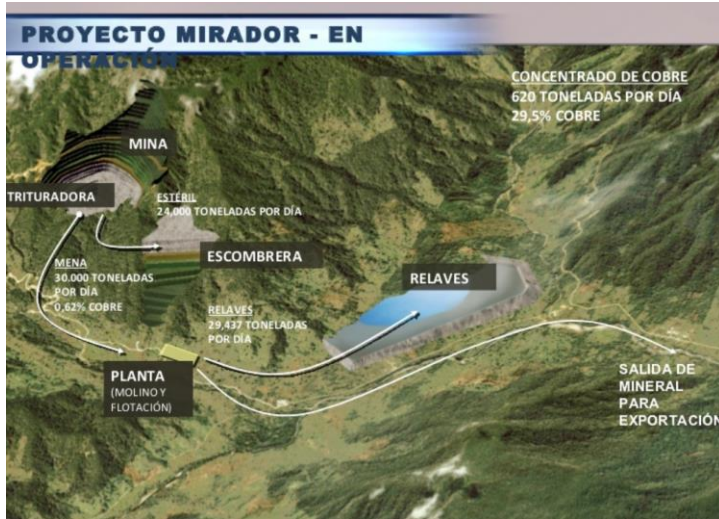 PROYECTO MIRADOR - EN
OPERACIÓN
CONCENTRADO DE COBRE
620 TONELADAS POR DÍA
29,5% COBRE
MINA
TRITURADORA
ESTÉRIL
24,000 TONELADAS POR DÍA
ESCOMBRERA
MENA
30.000 TONELADAS
POR DÍA
0,62% COBRE
RELAVES
RELAVES
29,437 TONELADAS
POR DÍA
PLANTA
(MOLINO Y
FLOTACIÓN)
SALIDA DE
MINERAL
PARA
EXPORTACIÓN